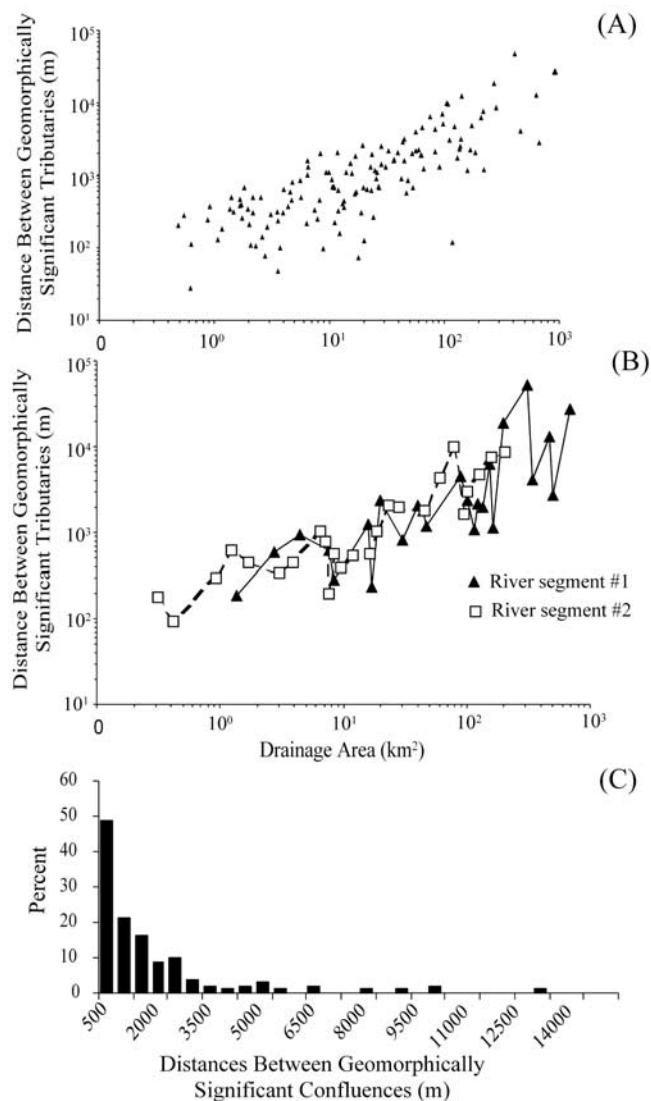 (A)
Distance Between Geomorphically
Significant Tributaries (m)
10⁵
10⁴
10³
10²
10¹
0
10⁰
10¹
10²
10³
(B)
Distance Between Geomorphically
Significant Tributaries (m)
10⁵
10⁴
10³
10²
10¹
River segment #1
River segment #2
0
10⁰
10¹
10²
10³
Drainage Area (km²)
(C)
Percent
60
50
40
30
20
10
0
500
2000
3500
5000
6500
8000
9500
11000
12500
14000
Distances Between Geomorphically
Significant Confluences (m)